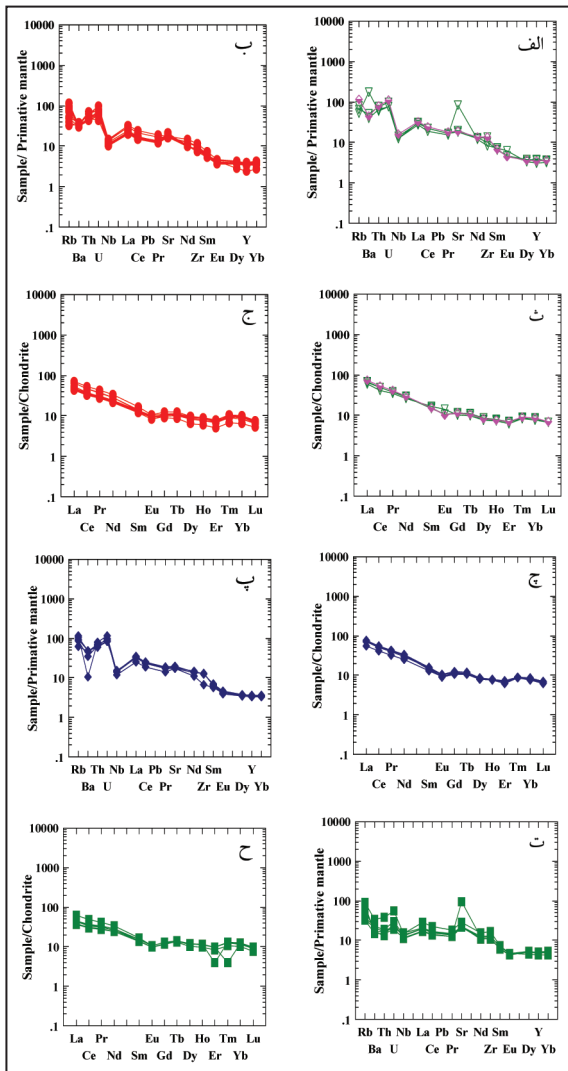 ب
Sample/ Primative mantle
10000
1000
100
10
1
.1
Rb Th Nb La Pb Sr Nd Sm Y
Ba U Ce Pr Zr Eu Dy Yb
الف
Sample/ Primative mantle
10000
1000
100
10
1
.1
Rb Th Nb La Pb Sr Nd Sm Y
Ba U Ce Pr Zr Eu Dy Yb
ج
Sample/Chondrite
10000
1000
100
10
.1
La Pr Eu Tb Ho Tm Lu
Ce Nd Sm Gd Dy Er Yb
ث
Sample/Chondrite
10000
1000
100
10
.1
La Pr Eu Tb Ho Tm Lu
Ce Nd Sm Gd Dy Er Yb
پ
Sample/Primative mantle
10000
1000
100
10
1
.1
Rb Th Nb La Pb Sr Nd Sm Y
Ba U Ce Pr Zr Eu Dy Yb
چ
Sample/Chondrite
10000
1000
100
10
1
.1
La Pr Eu Tb Ho Tm Lu
Ce Nd Sm Gd Dy Er Yb
ح
Sample/Chondrite
10000
1000
100
10
1
.1
La Pr Eu Tb Ho Tm Lu
Ce Nd Sm Gd Dy Er Yb
ت
Sample/Primative mantle
10000
1000
100
10
1
.1
Rb Th Nb La Pb Sr Nd Sm Y
Ba U Ce Pr Zr Eu Dy Yb